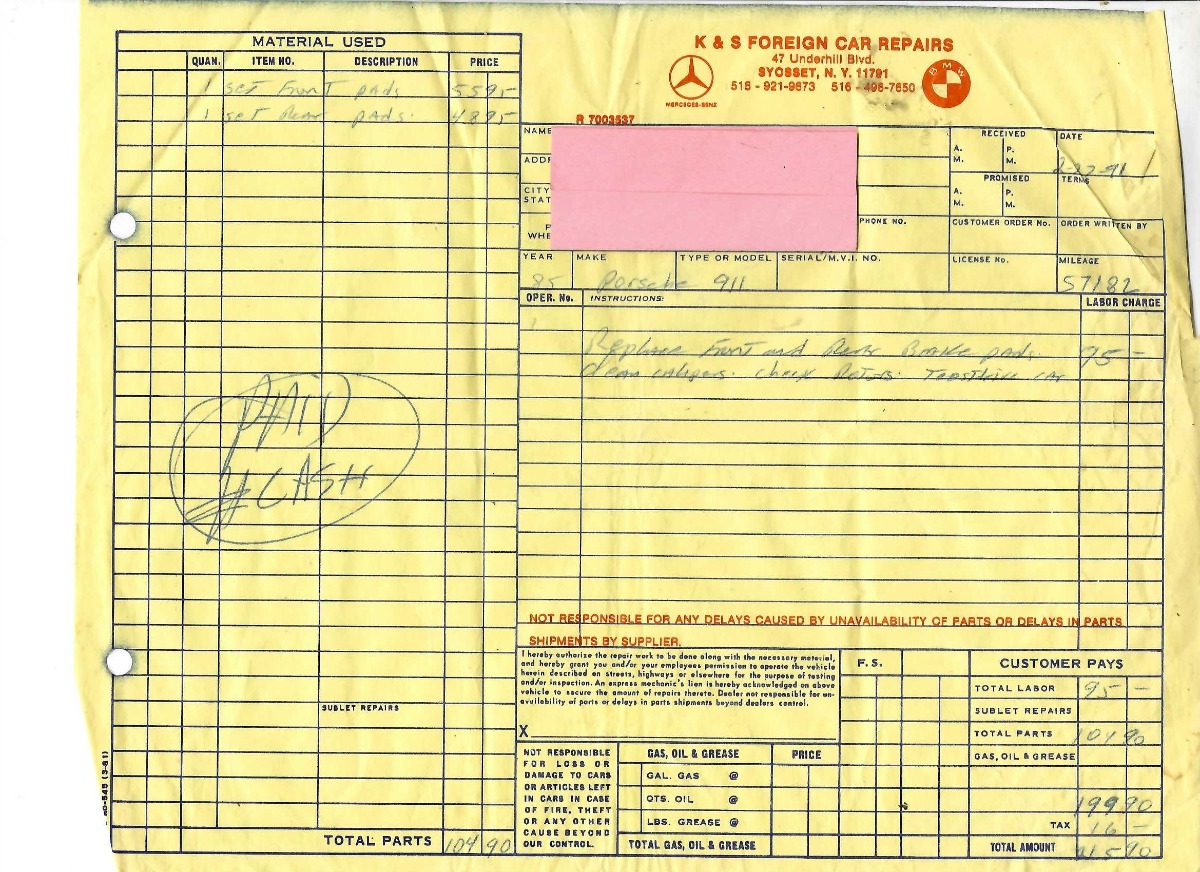 MATERIAL USED
QUAN. ITEM NO. DESCRIPTION PRICE
1 set Front pads 55 95
1 set Rear pads 48 95
PAID
CASH
SUBLET REPAIRS
TOTAL PARTS 104 90
K & S FOREIGN CAR REPAIRS
47 Underhill Blvd.
SYOSSET, N. Y. 11791
516 - 921-9673 516 - 496-7650
MERCEDES-BENZ
BMW
R 7003537
NAME
RECEIVED
DATE
A. M. P. M.
2-22-91
ADDR
PROMISED
TERMS
CITY
STAT
A. M. P. M.
PHONE NO.
CUSTOMER ORDER No.
ORDER WRITTEN BY
WHE
YEAR MAKE TYPE OR MODEL SERIAL/M.V.I. NO. LICENSE No. MILEAGE
85 Porsche 911 57182
OPER. No. INSTRUCTIONS: LABOR CHARGE
1
Replace Front and Rear Brake pads 95 —
clean calipers. check Rotors. car
NOT RESPONSIBLE FOR ANY DELAYS CAUSED BY UNAVAILABILITY OF PARTS OR DELAYS IN PARTS
SHIPMENTS BY SUPPLIER.
I hereby authorize the repair work to be done along with the necessary material,
and hereby grant you and/or your employees permission to operate the vehicle
herein described on streets, highways or elsewhere for the purpose of testing
and/or inspection. An express mechanic's lien is hereby acknowledged on above
vehicle to secure the amount of repairs thereto. Dealer not responsible for un-
availability of parts or delays in parts shipments beyond dealers control.
X
NOT RESPONSIBLE
FOR LOSS OR
DAMAGE TO CARS
OR ARTICLES LEFT
IN CARS IN CASE
OF FIRE, THEFT
OR ANY OTHER
CAUSE BEYOND
OUR CONTROL.
GAS, OIL & GREASE PRICE
GAL. GAS @
QTS. OIL @
LBS. GREASE @
TOTAL GAS, OIL & GREASE
F.S.
CUSTOMER PAYS
TOTAL LABOR 95 —
SUBLET REPAIRS
TOTAL PARTS 104 90
GAS, OIL & GREASE
199 90
TAX 16 —
TOTAL AMOUNT 215 90